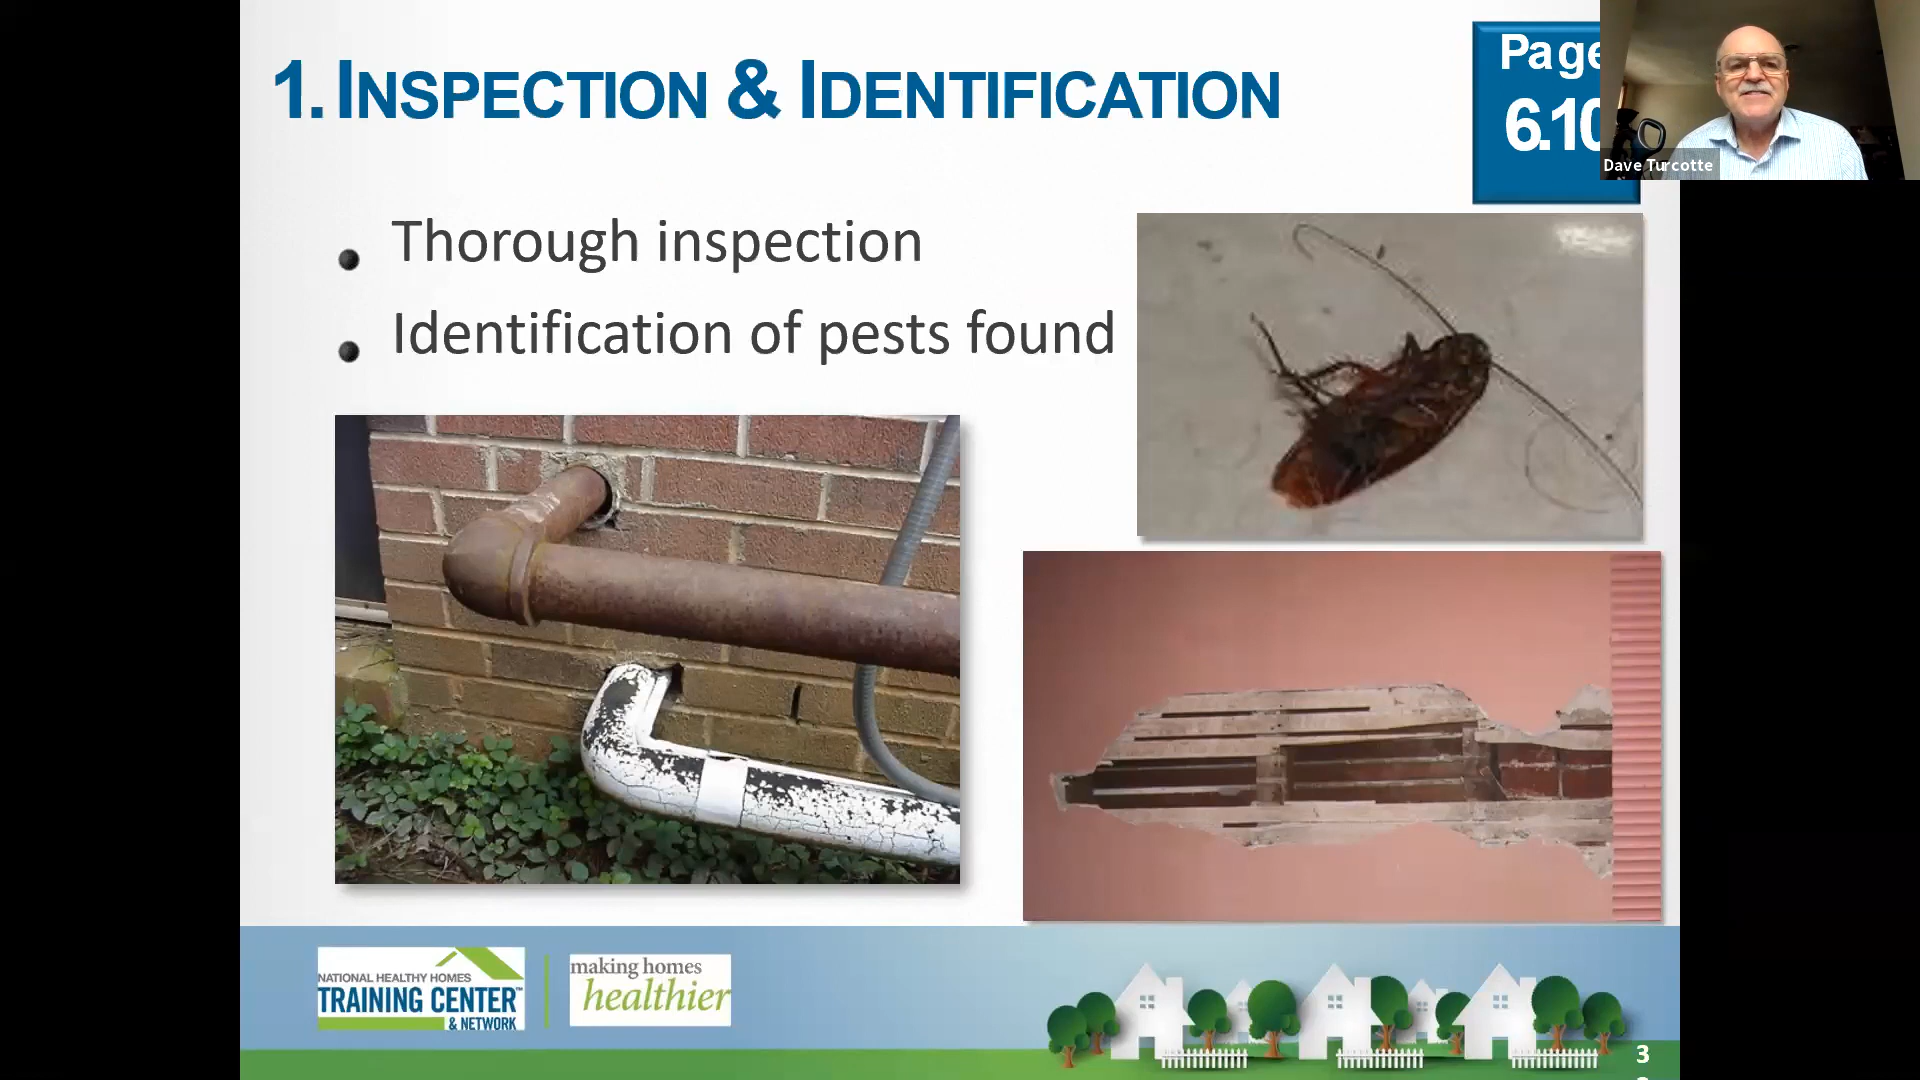 1. INSPECTION & IDENTIFICATION
Page
6.10
Dave Turcotte
• Thorough inspection
• Identification of pests found
NATIONAL HEALTHY HOMES
TRAINING CENTER™
& NETWORK
making homes
healthier
3